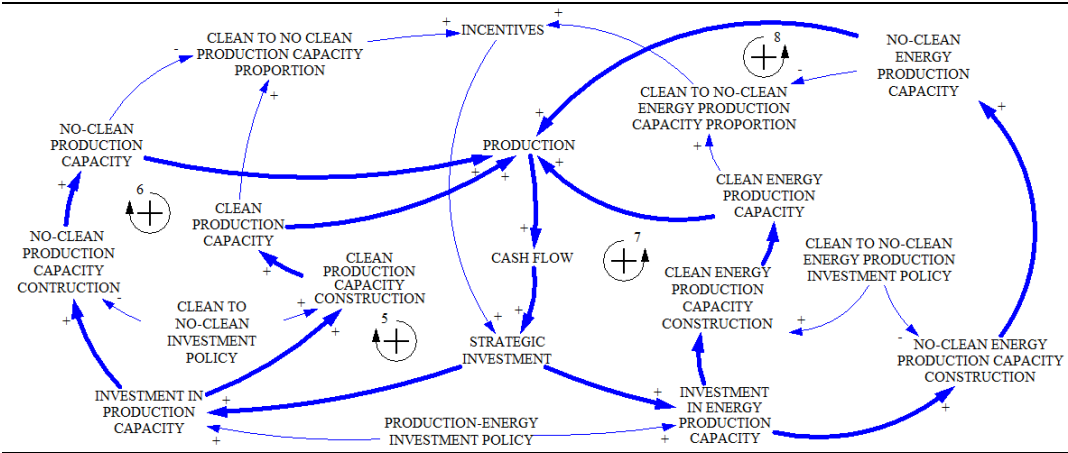 CLEAN TO NO CLEAN
PRODUCTION CAPACITY
PROPORTION
INCENTIVES
8
NO-CLEAN
ENERGY
PRODUCTION
CAPACITY
CLEAN TO NO-CLEAN
ENERGY PRODUCTION
CAPACITY PROPORTION
NO-CLEAN
PRODUCTION
CAPACITY
PRODUCTION
6
CLEAN
PRODUCTION
CAPACITY
CLEAN ENERGY
PRODUCTION
CAPACITY
NO-CLEAN
PRODUCTION
CAPACITY
CONTRUCTION
CLEAN
PRODUCTION
CAPACITY
CONSTRUCTION
CASH FLOW
7
CLEAN ENERGY
PRODUCTION
CAPACITY
CONSTRUCTION
CLEAN TO NO-CLEAN
ENERGY PRODUCTION
INVESTMENT POLICY
CLEAN TO
NO-CLEAN
INVESTMENT
POLICY
5
STRATEGIC
INVESTMENT
NO-CLEAN ENERGY
PRODUCTION CAPACITY
CONSTRUCTION
INVESTMENT IN
PRODUCTION
CAPACITY
PRODUCTION-ENERGY
INVESTMENT POLICY
INVESTMENT
IN ENERGY
PRODUCTION
CAPACITY